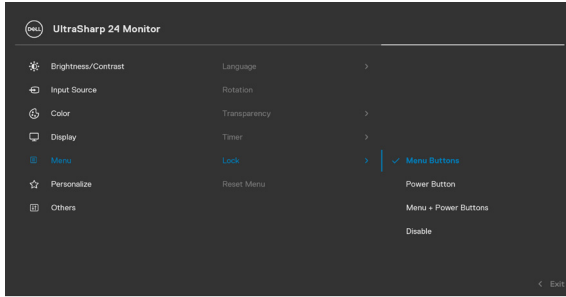 DELL UltraSharp 24 Monitor
Brightness/Contrast
Input Source
Color
Display
Menu
Personalize
Others
Language
Rotation
Transparency
Timer
Lock
Reset Menu
Menu Buttons
Power Button
Menu + Power Buttons
Disable
Exit